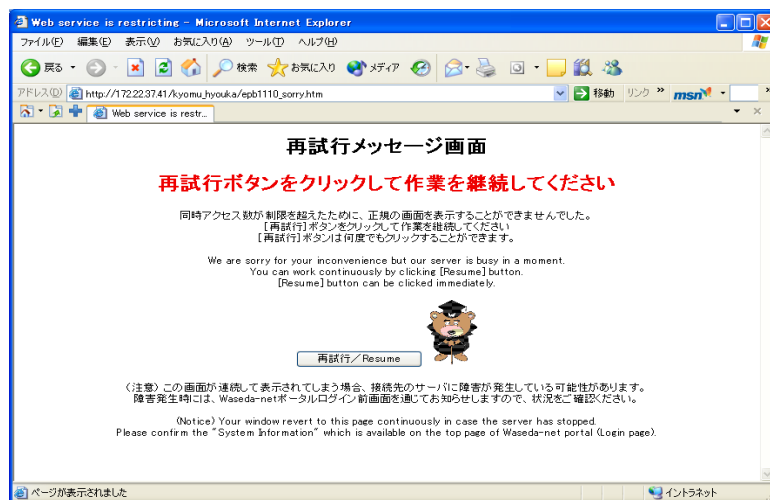 Web service is restricting - Microsoft Internet Explorer
ファイル(F) 編集(E) 表示(V) お気に入り(A) ツール(T) ヘルプ(H)
戻る 検索 お気に入り メディア
アドレス(D) http://172.22.37.41/kyomu_hyouka/epb1110_sorry.htm 移動 リンク » msn
Web service is restr...
再試行メッセージ画面
再試行ボタンをクリックして作業を継続してください
同時アクセス数が制限を超えたために、正規の画面を表示することができませんでした。
[再試行]ボタンをクリックして作業を継続してください
[再試行]ボタンは何度でもクリックすることができます。
We are sorry for your inconvenience but our server is busy in a moment.
You can work continuously by clicking [Resume] button.
[Resume] button can be clicked immediately.
再試行／Resume
（注意）この画面が連続して表示されてしまう場合、接続先のサーバに障害が発生している可能性があります。
障害発生時には、Waseda-netポータルログイン前画面を通じてお知らせしますので、状況をご確認ください。
(Notice) Your window revert to this page continuously in case the server has stopped.
Please confirm the "System Information" which is available on the top page of Waseda-net portal (Login page).
ページが表示されました イントラネット